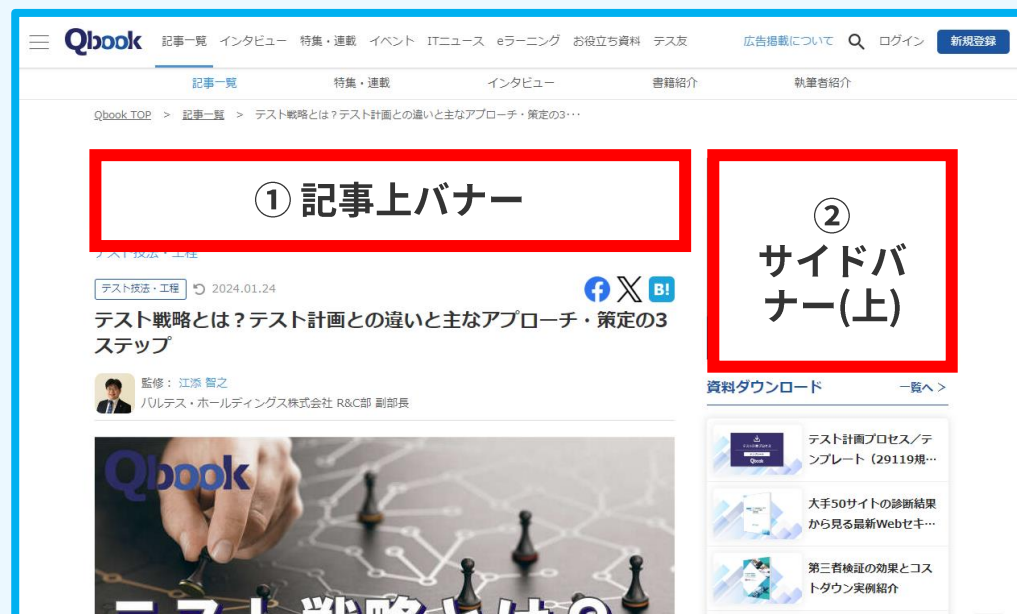 Qbook 記事一覧 インタビュー 特集・連載 イベント ITニュース eラーニング お役立ち資料 テス友 広告掲載について ログイン 新規登録
記事一覧 特集・連載 インタビュー 書籍紹介 執筆者紹介
Qbook TOP > 記事一覧 > テスト戦略とは？テスト計画との違いと主なアプローチ・策定の3･･･
① 記事上バナー
②
サイドバ
ナー(上)
テスト技法・工程
テスト技法・工程 2024.01.24
B!
テスト戦略とは？テスト計画との違いと主なアプローチ・策定の3
ステップ
監修： 江添 智之
バルテス・ホールディングス株式会社 R&C部 副部長
資料ダウンロード 一覧へ >
Qbook
テスト戦略とは？
テスト計画プロセス／テ
ンプレート（29119規…
大手50サイトの診断結果
から見る最新Webセキ…
第三者検証の効果とコス
トダウン実例紹介